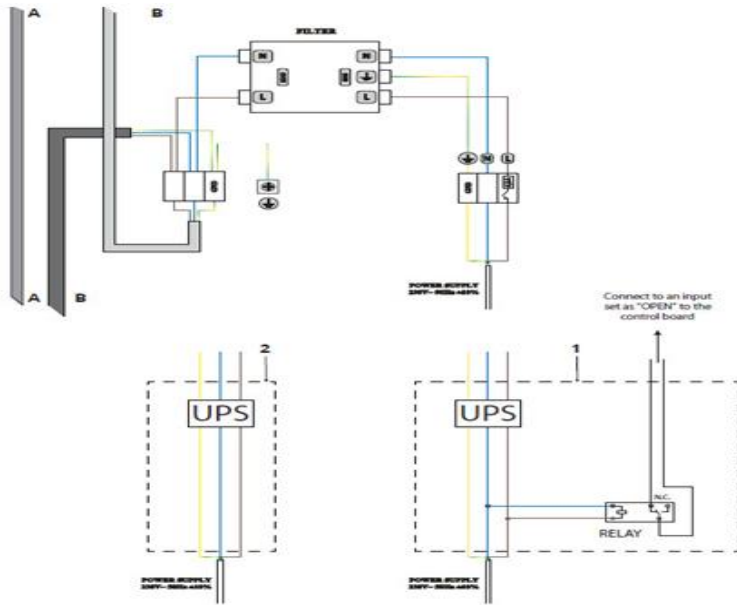 A
B
FILTER
N
N
L
L
N
L
A
B
POWER SUPPLY
Connect to an input
set as "OPEN" to the
control board
2
1
UPS
UPS
N.C.
RELAY
POWER SUPPLY
POWER SUPPLY